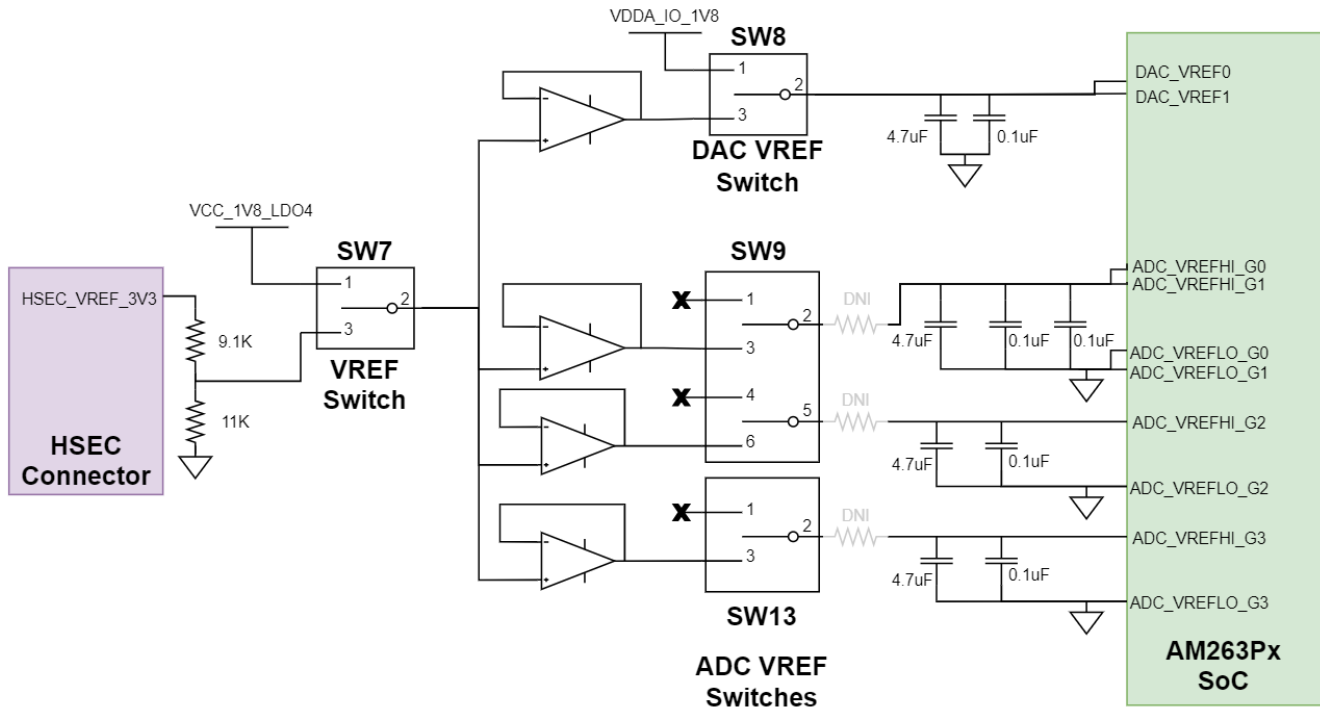 VDDA_IO_1V8
SW8
1
2
3
DAC VREF
Switch
-
+
4.7uF
0.1uF
DAC_VREF0
DAC_VREF1
VCC_1V8_LDO4
SW7
1
2
3
VREF
Switch
HSEC_VREF_3V3
9.1K
11K
HSEC
Connector
SW9
1
2
3
4
5
6
-
+
-
+
DNI
4.7uF
0.1uF
0.1uF
ADC_VREFHI_G0
ADC_VREFHI_G1
ADC_VREFLO_G0
ADC_VREFLO_G1
DNI
4.7uF
0.1uF
ADC_VREFHI_G2
ADC_VREFLO_G2
-
+
1
2
3
SW13
DNI
4.7uF
0.1uF
ADC_VREFHI_G3
ADC_VREFLO_G3
ADC VREF
Switches
AM263Px
SoC